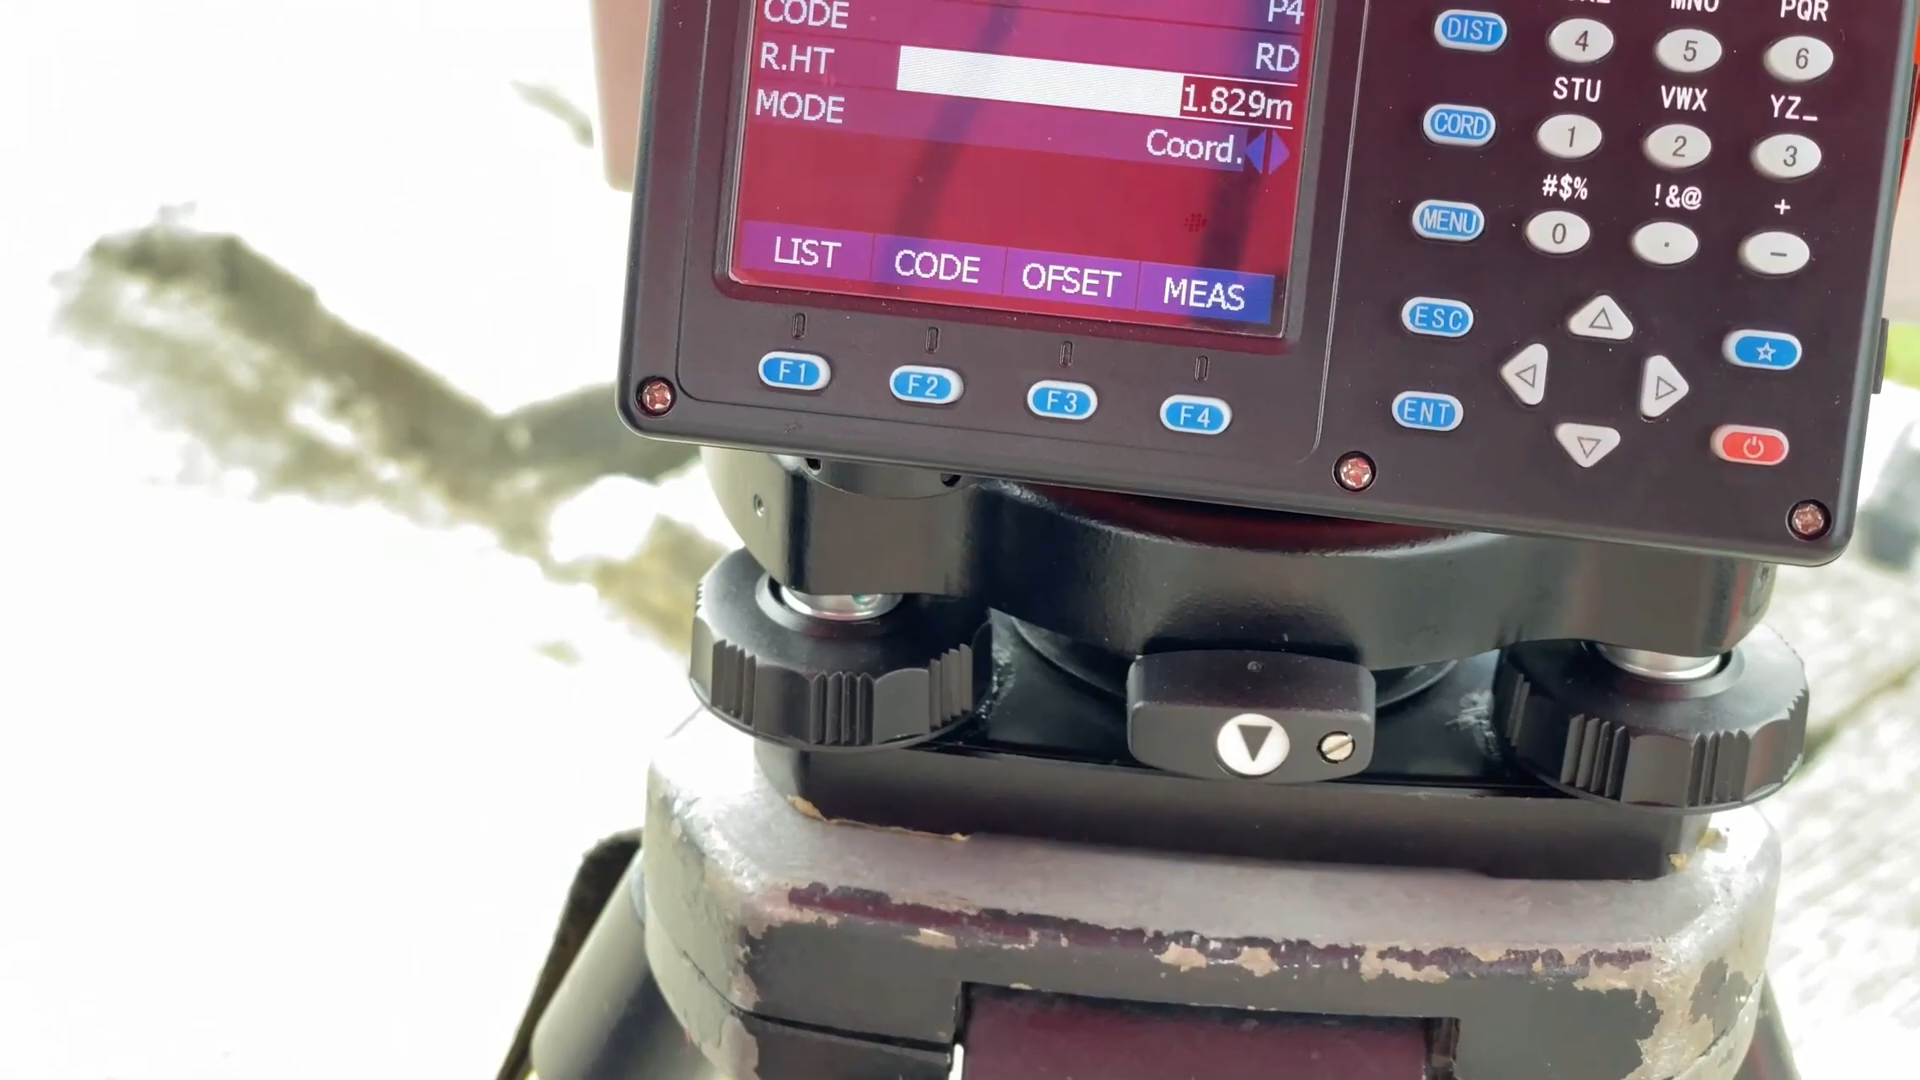 CODE P4
R.HT RD
1.829m
MODE
Coord.
LIST CODE OFSET MEAS
F1 F2 F3 F4
MNO PQR
DIST 4 5 6
STU VWX YZ_
CORD 1 2 3
#$% !&@ +
MENU 0 . -
ESC
ENT